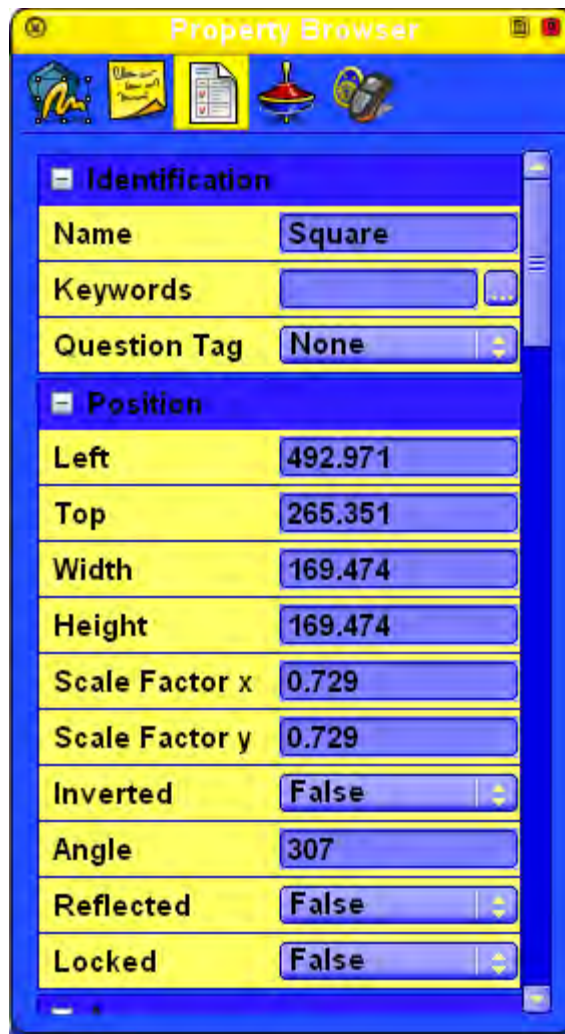 Property Browser
Identification
Name Square
Keywords ...
Question Tag None
Position
Left 492.971
Top 265.351
Width 169.474
Height 169.474
Scale Factor x 0.729
Scale Factor y 0.729
Inverted False
Angle 307
Reflected False
Locked False